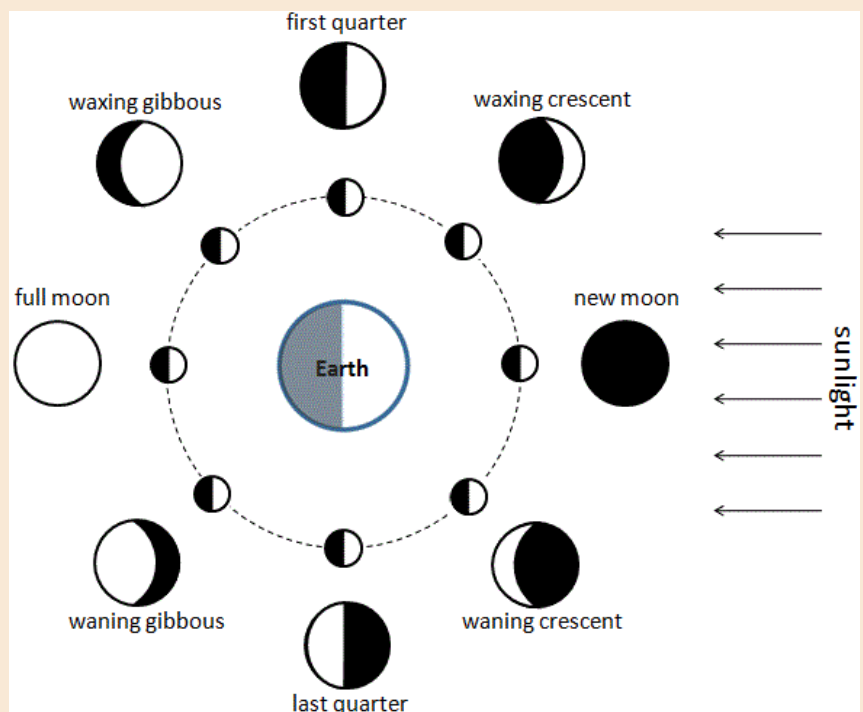 first quarter
waxing gibbous
waxing crescent
full moon
new moon
Earth
sunlight
waning gibbous
waning crescent
last quarter